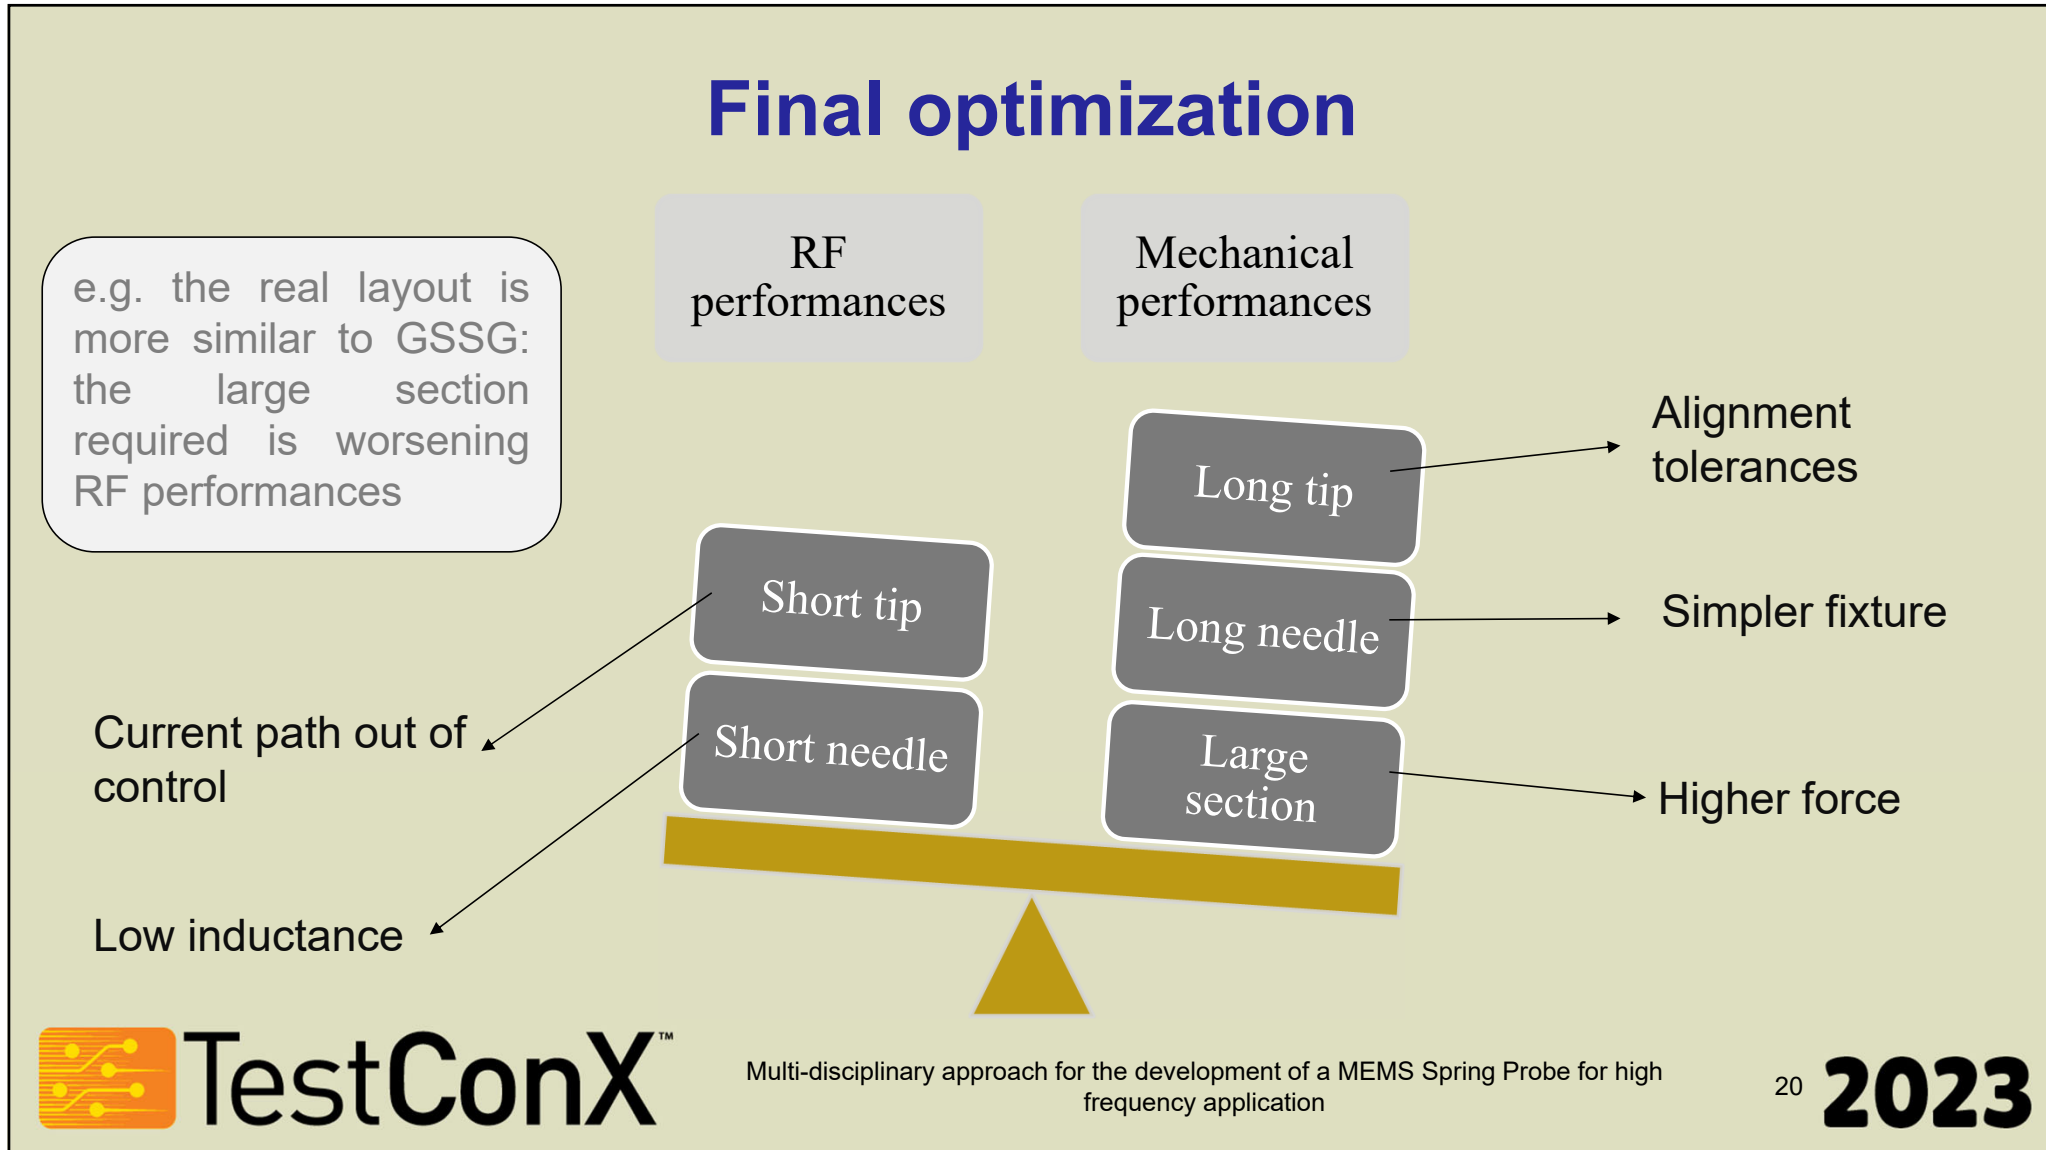 Final optimization
RF
performances
Mechanical
performances
e.g. the real layout is
more similar to GSSG:
the large section
required is worsening
RF performances
Long tip
Long needle
Large
section
Short tip
Short needle
Alignment
tolerances
Simpler fixture
Higher force
Current path out of
control
Low inductance
TestConX™
Multi-disciplinary approach for the development of a MEMS Spring Probe for high
frequency application
20
2023